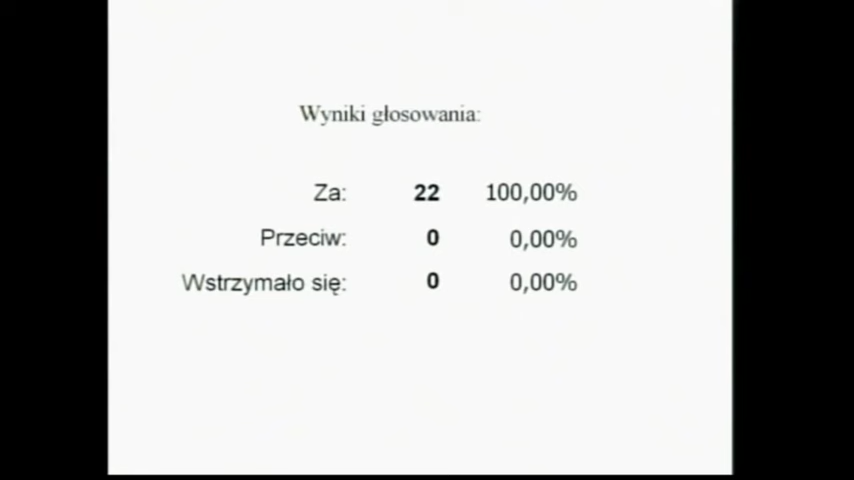 Wyniki głosowania:
Za: 22 100,00%
Przeciw: 0 0,00%
Wstrzymało się: 0 0,00%